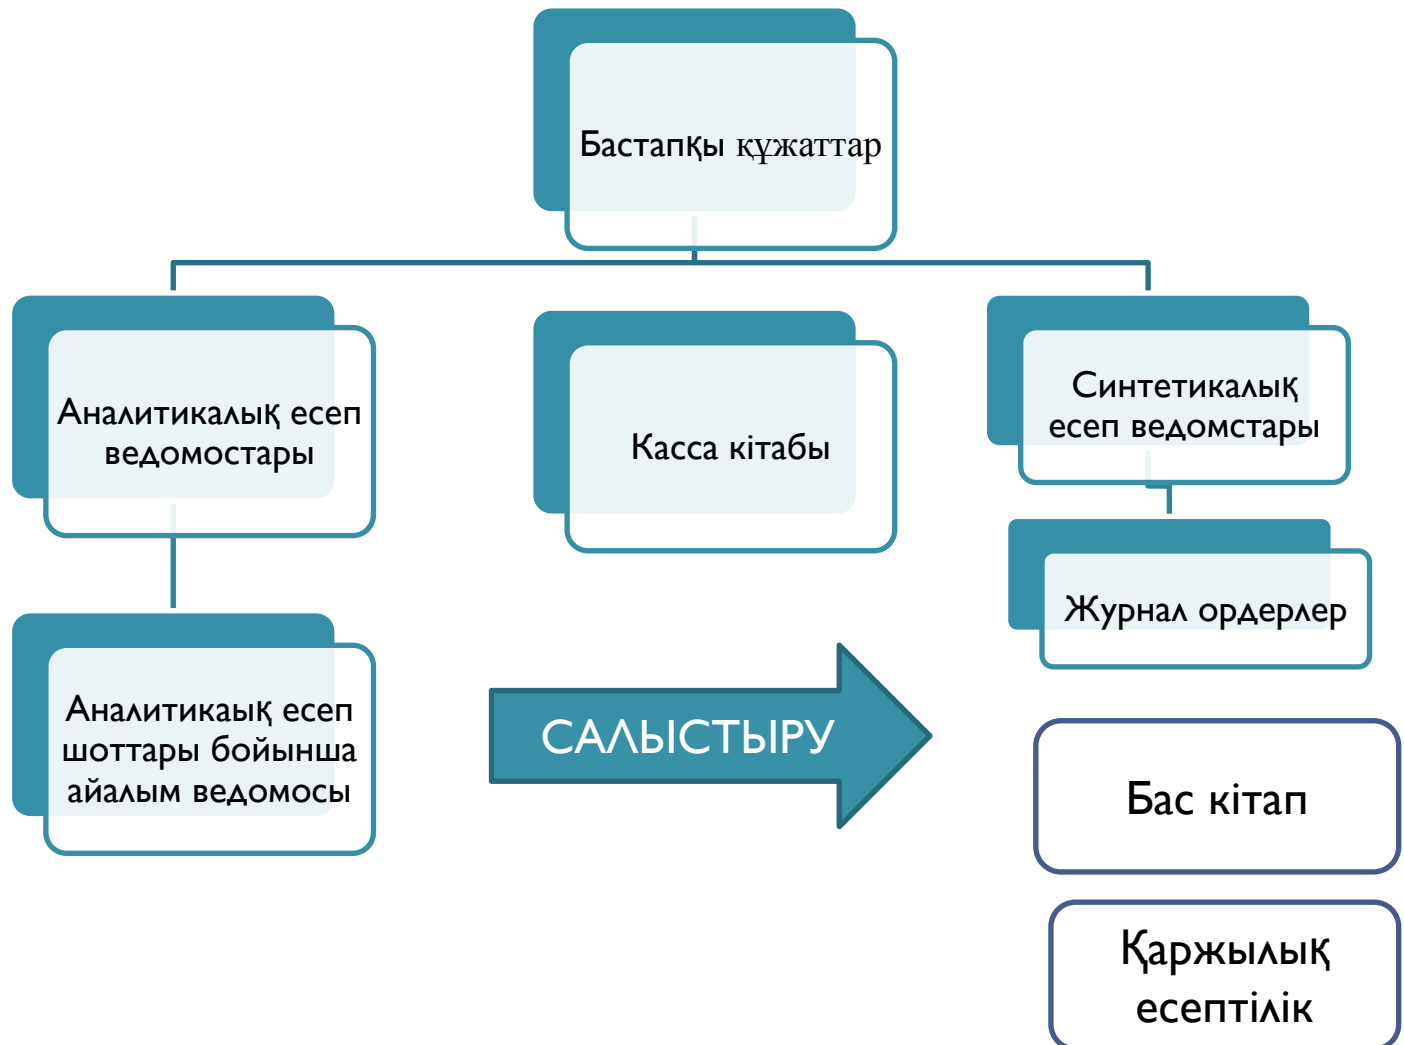 Бастапқы құжаттар
Аналитикалық есеп
ведомостары
Касса кітабы
Синтетикалық
есеп ведомстары
Журнал ордерлер
Аналитикаық есеп
шоттары бойынша
айалым ведомосы
САЛЫСТЫРУ
Бас кітап
Қаржылық
есептілік